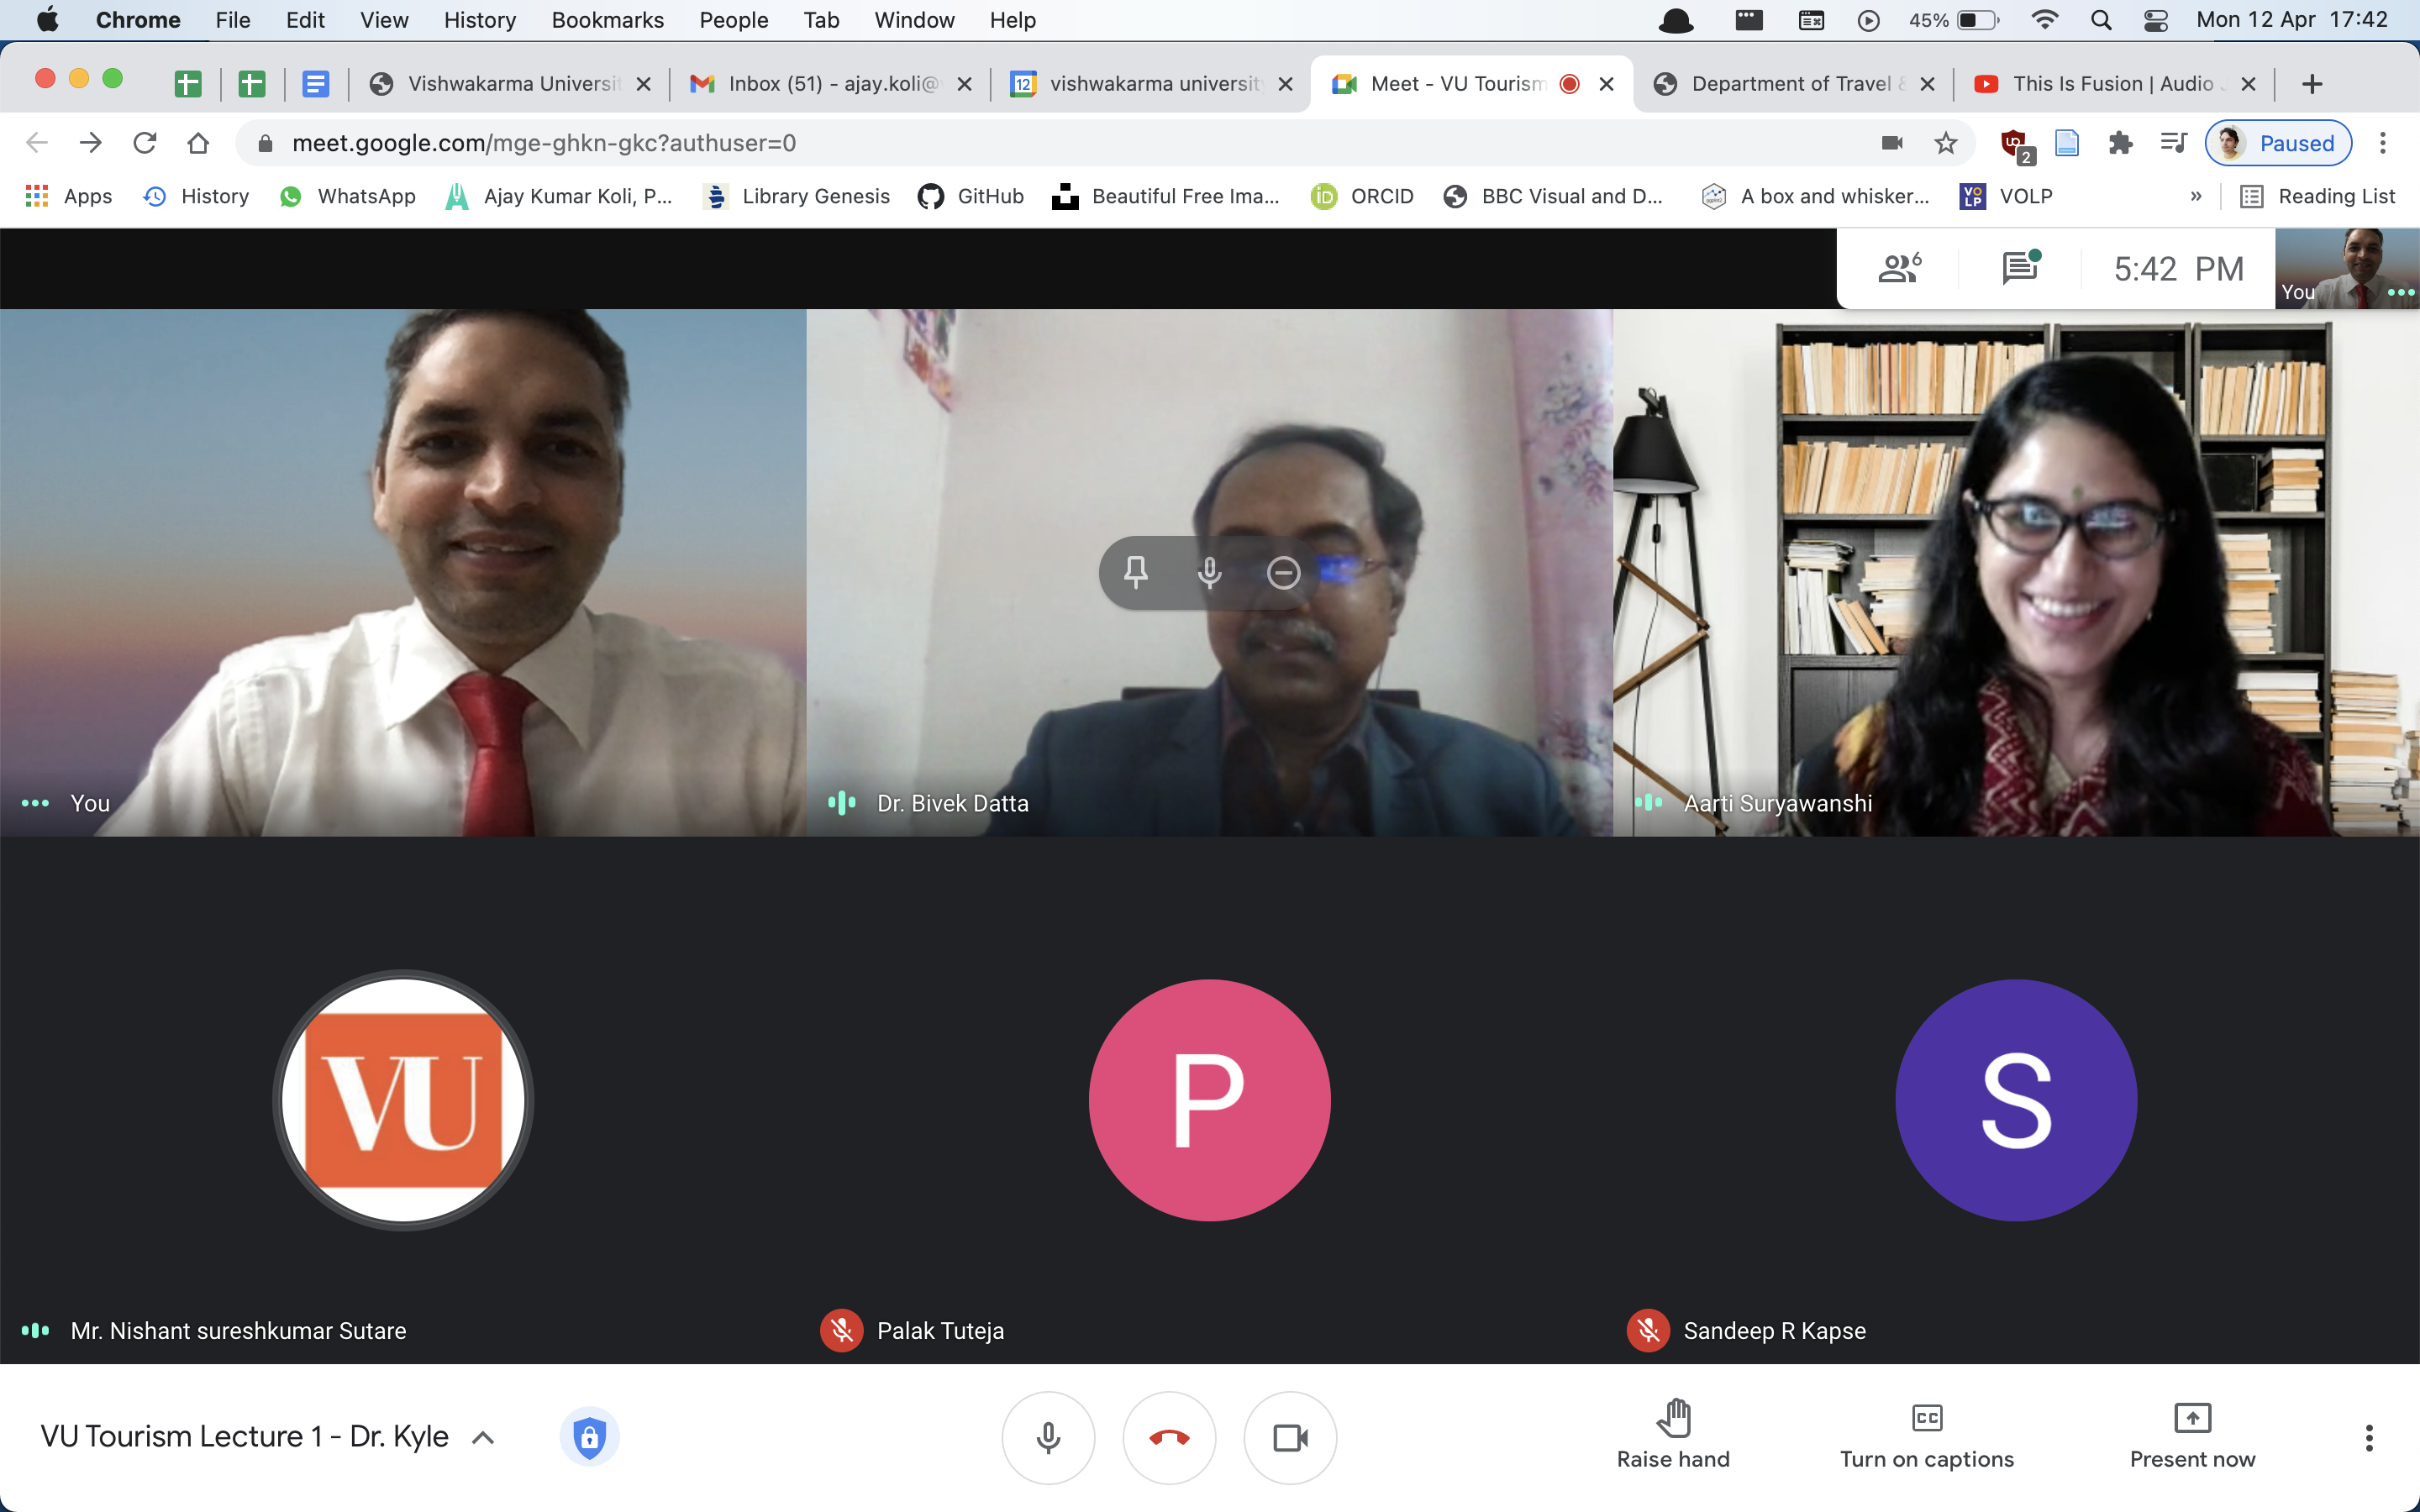 Chrome File Edit View History Bookmarks People Tab Window Help 45% Mon 12 Apr 17:42
Vishwakarma Universit Inbox (51) - ajay.koli@ 12 vishwakarma universit Meet - VU Tourism Department of Travel & This Is Fusion | Audio
meet.google.com/mge-ghkn-gkc?authuser=0 2 Paused
Apps History WhatsApp Ajay Kumar Koli, P... Library Genesis GitHub Beautiful Free Ima... iD ORCID BBC Visual and D... A box and whisker... VOLP VOLP » Reading List
6 5:42 PM You
You Dr. Bivek Datta Aarti Suryawanshi
VU P S
Mr. Nishant sureshkumar Sutare Palak Tuteja Sandeep R Kapse
VU Tourism Lecture 1 - Dr. Kyle Raise hand CC Turn on captions Present now